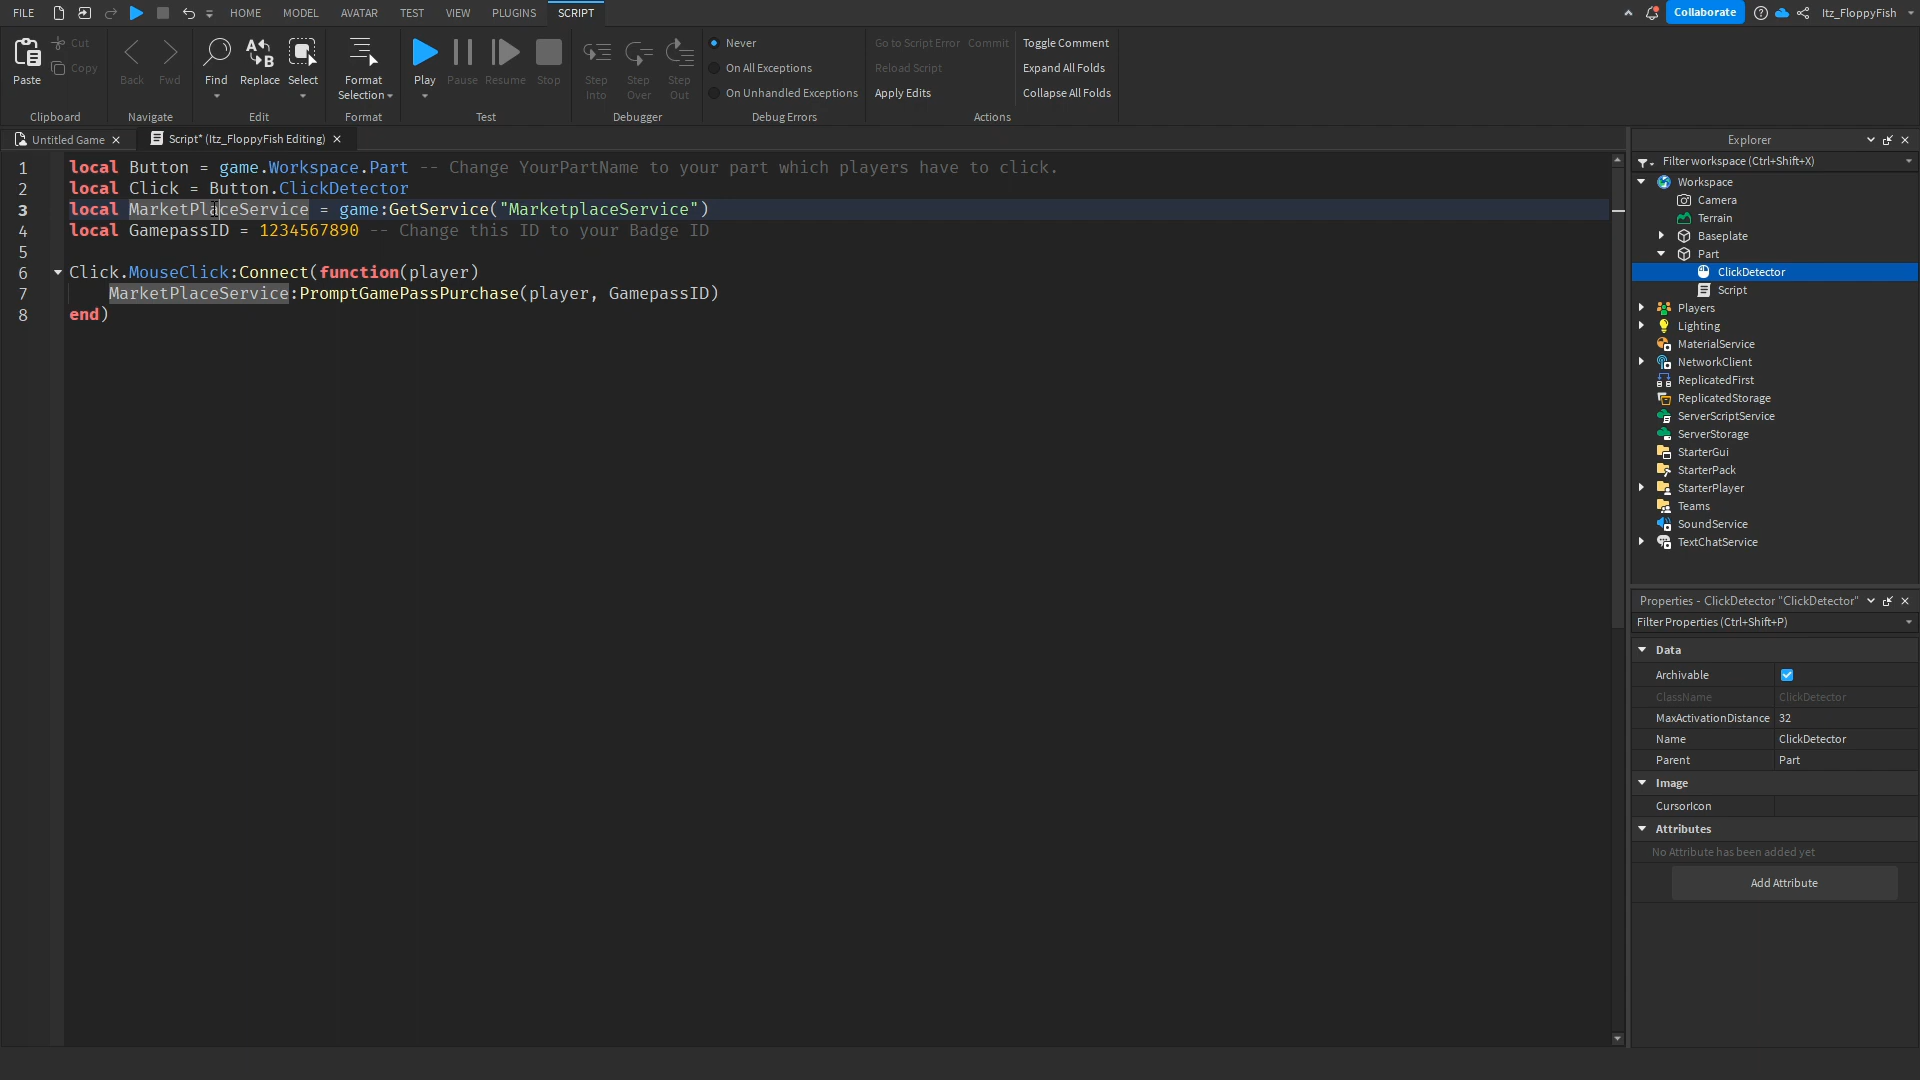 FILE HOME MODEL AVATAR TEST VIEW PLUGINS SCRIPT Collaborate Itz_FloppyFish
Paste Cut Copy
Clipboard
Back Fwd
Navigate
Find Replace Select
Edit
Format Selection
Format
Play Pause Resume Stop
Test
Step Into Step Over Step Out
Debugger
Never
On All Exceptions
On Unhandled Exceptions
Debug Errors
Go to Script Error Commit Toggle Comment
Reload Script Expand All Folds
Apply Edits Collapse All Folds
Actions
Untitled Game Script* (Itz_FloppyFish Editing)
1 local Button = game.Workspace.Part -- Change YourPartName to your part which players have to click.
2 local Click = Button.ClickDetector
3 local MarketPlaceService = game:GetService("MarketplaceService")
4 local GamepassID = 1234567890 -- Change this ID to your Badge ID
5
6 Click.MouseClick:Connect(function(player)
7 MarketPlaceService:PromptGamePassPurchase(player, GamepassID)
8 end)
Explorer
Filter workspace (Ctrl+Shift+X)
Workspace
Camera
Terrain
Baseplate
Part
ClickDetector
Script
Players
Lighting
MaterialService
NetworkClient
ReplicatedFirst
ReplicatedStorage
ServerScriptService
ServerStorage
StarterGui
StarterPack
StarterPlayer
Teams
SoundService
TextChatService
Properties - ClickDetector "ClickDetector"
Filter Properties (Ctrl+Shift+P)
Data
Archivable
ClassName ClickDetector
MaxActivationDistance 32
Name ClickDetector
Parent Part
Image
CursorIcon
Attributes
No Attribute has been added yet
Add Attribute